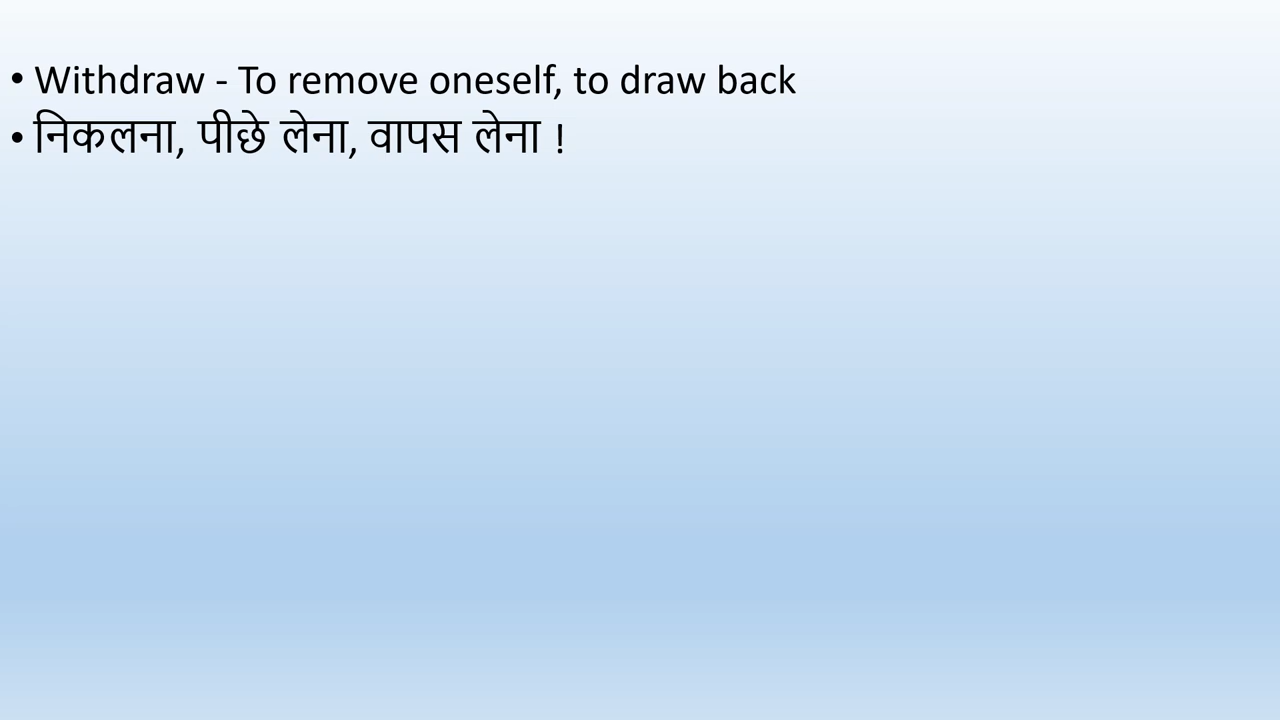 • Withdraw - To remove oneself, to draw back
• निकलना, पीछे लेना, वापस लेना !